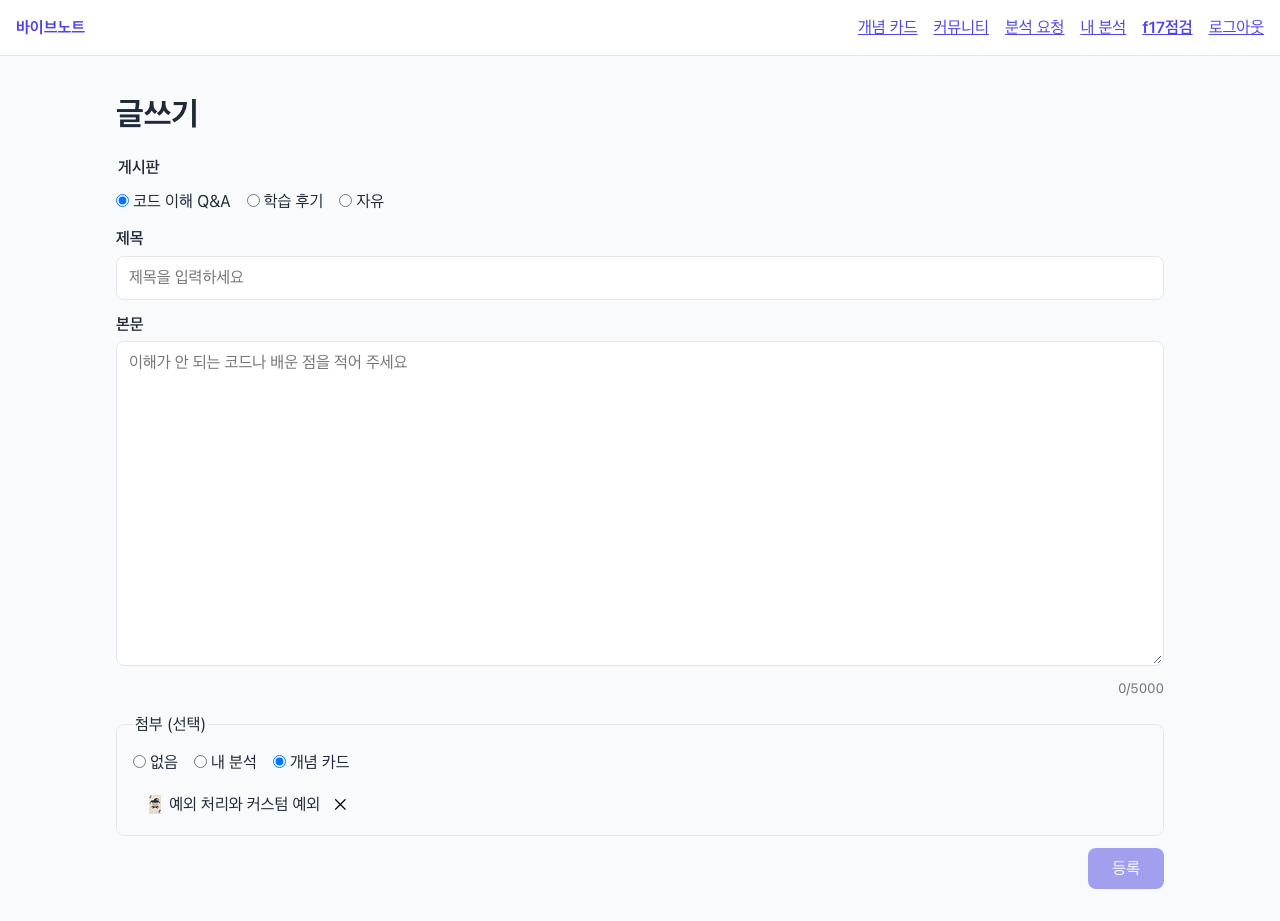 바이브노트 개념 카드 커뮤니티 분석 요청 내 분석 f17점검 로그아웃
글쓰기
게시판
코드 이해 Q&A 학습 후기 자유
제목
제목을 입력하세요
본문
이해가 안 되는 코드나 배운 점을 적어 주세요
0/5000
첨부 (선택)
없음 내 분석 개념 카드
예외 처리와 커스텀 예외
등록